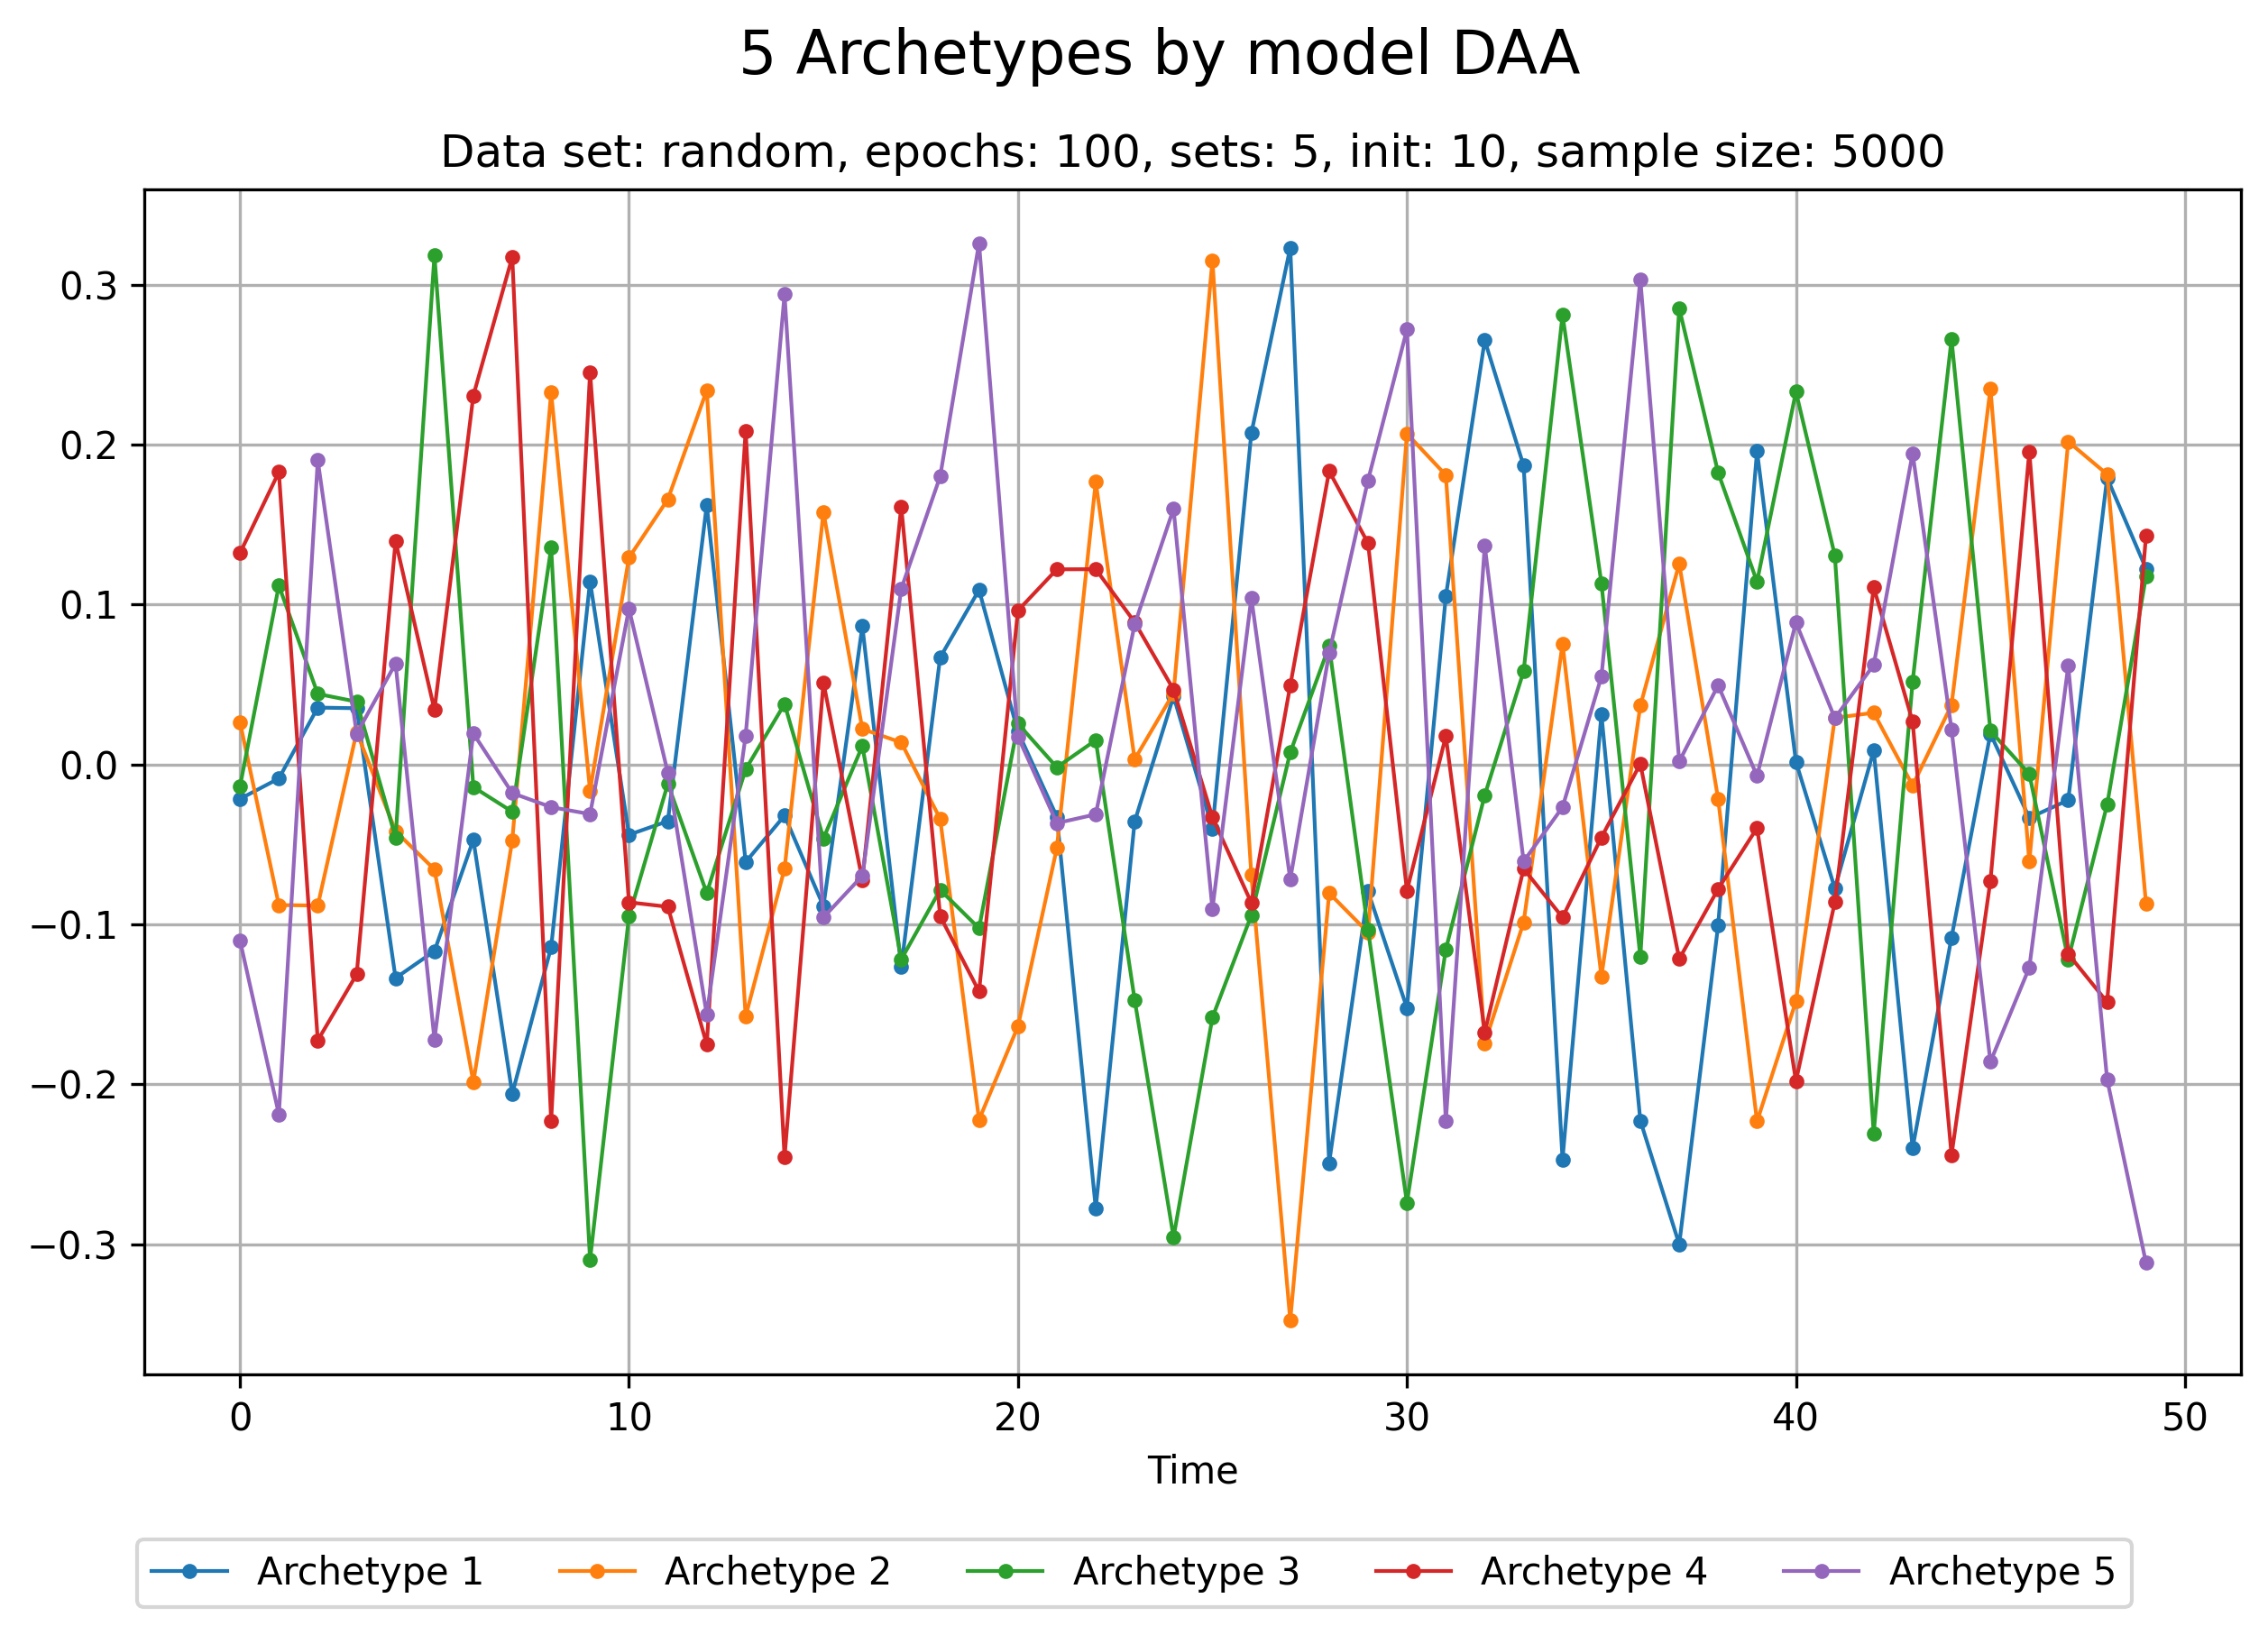 5 Archetypes by model DAA
Data set: random, epochs: 100, sets: 5, init: 10, sample size: 5000
0.3
0.2
0.1
0.0
−0.1
−0.2
−0.3
0 10 20 30 40 50
Time
Archetype 1 Archetype 2 Archetype 3 Archetype 4 Archetype 5